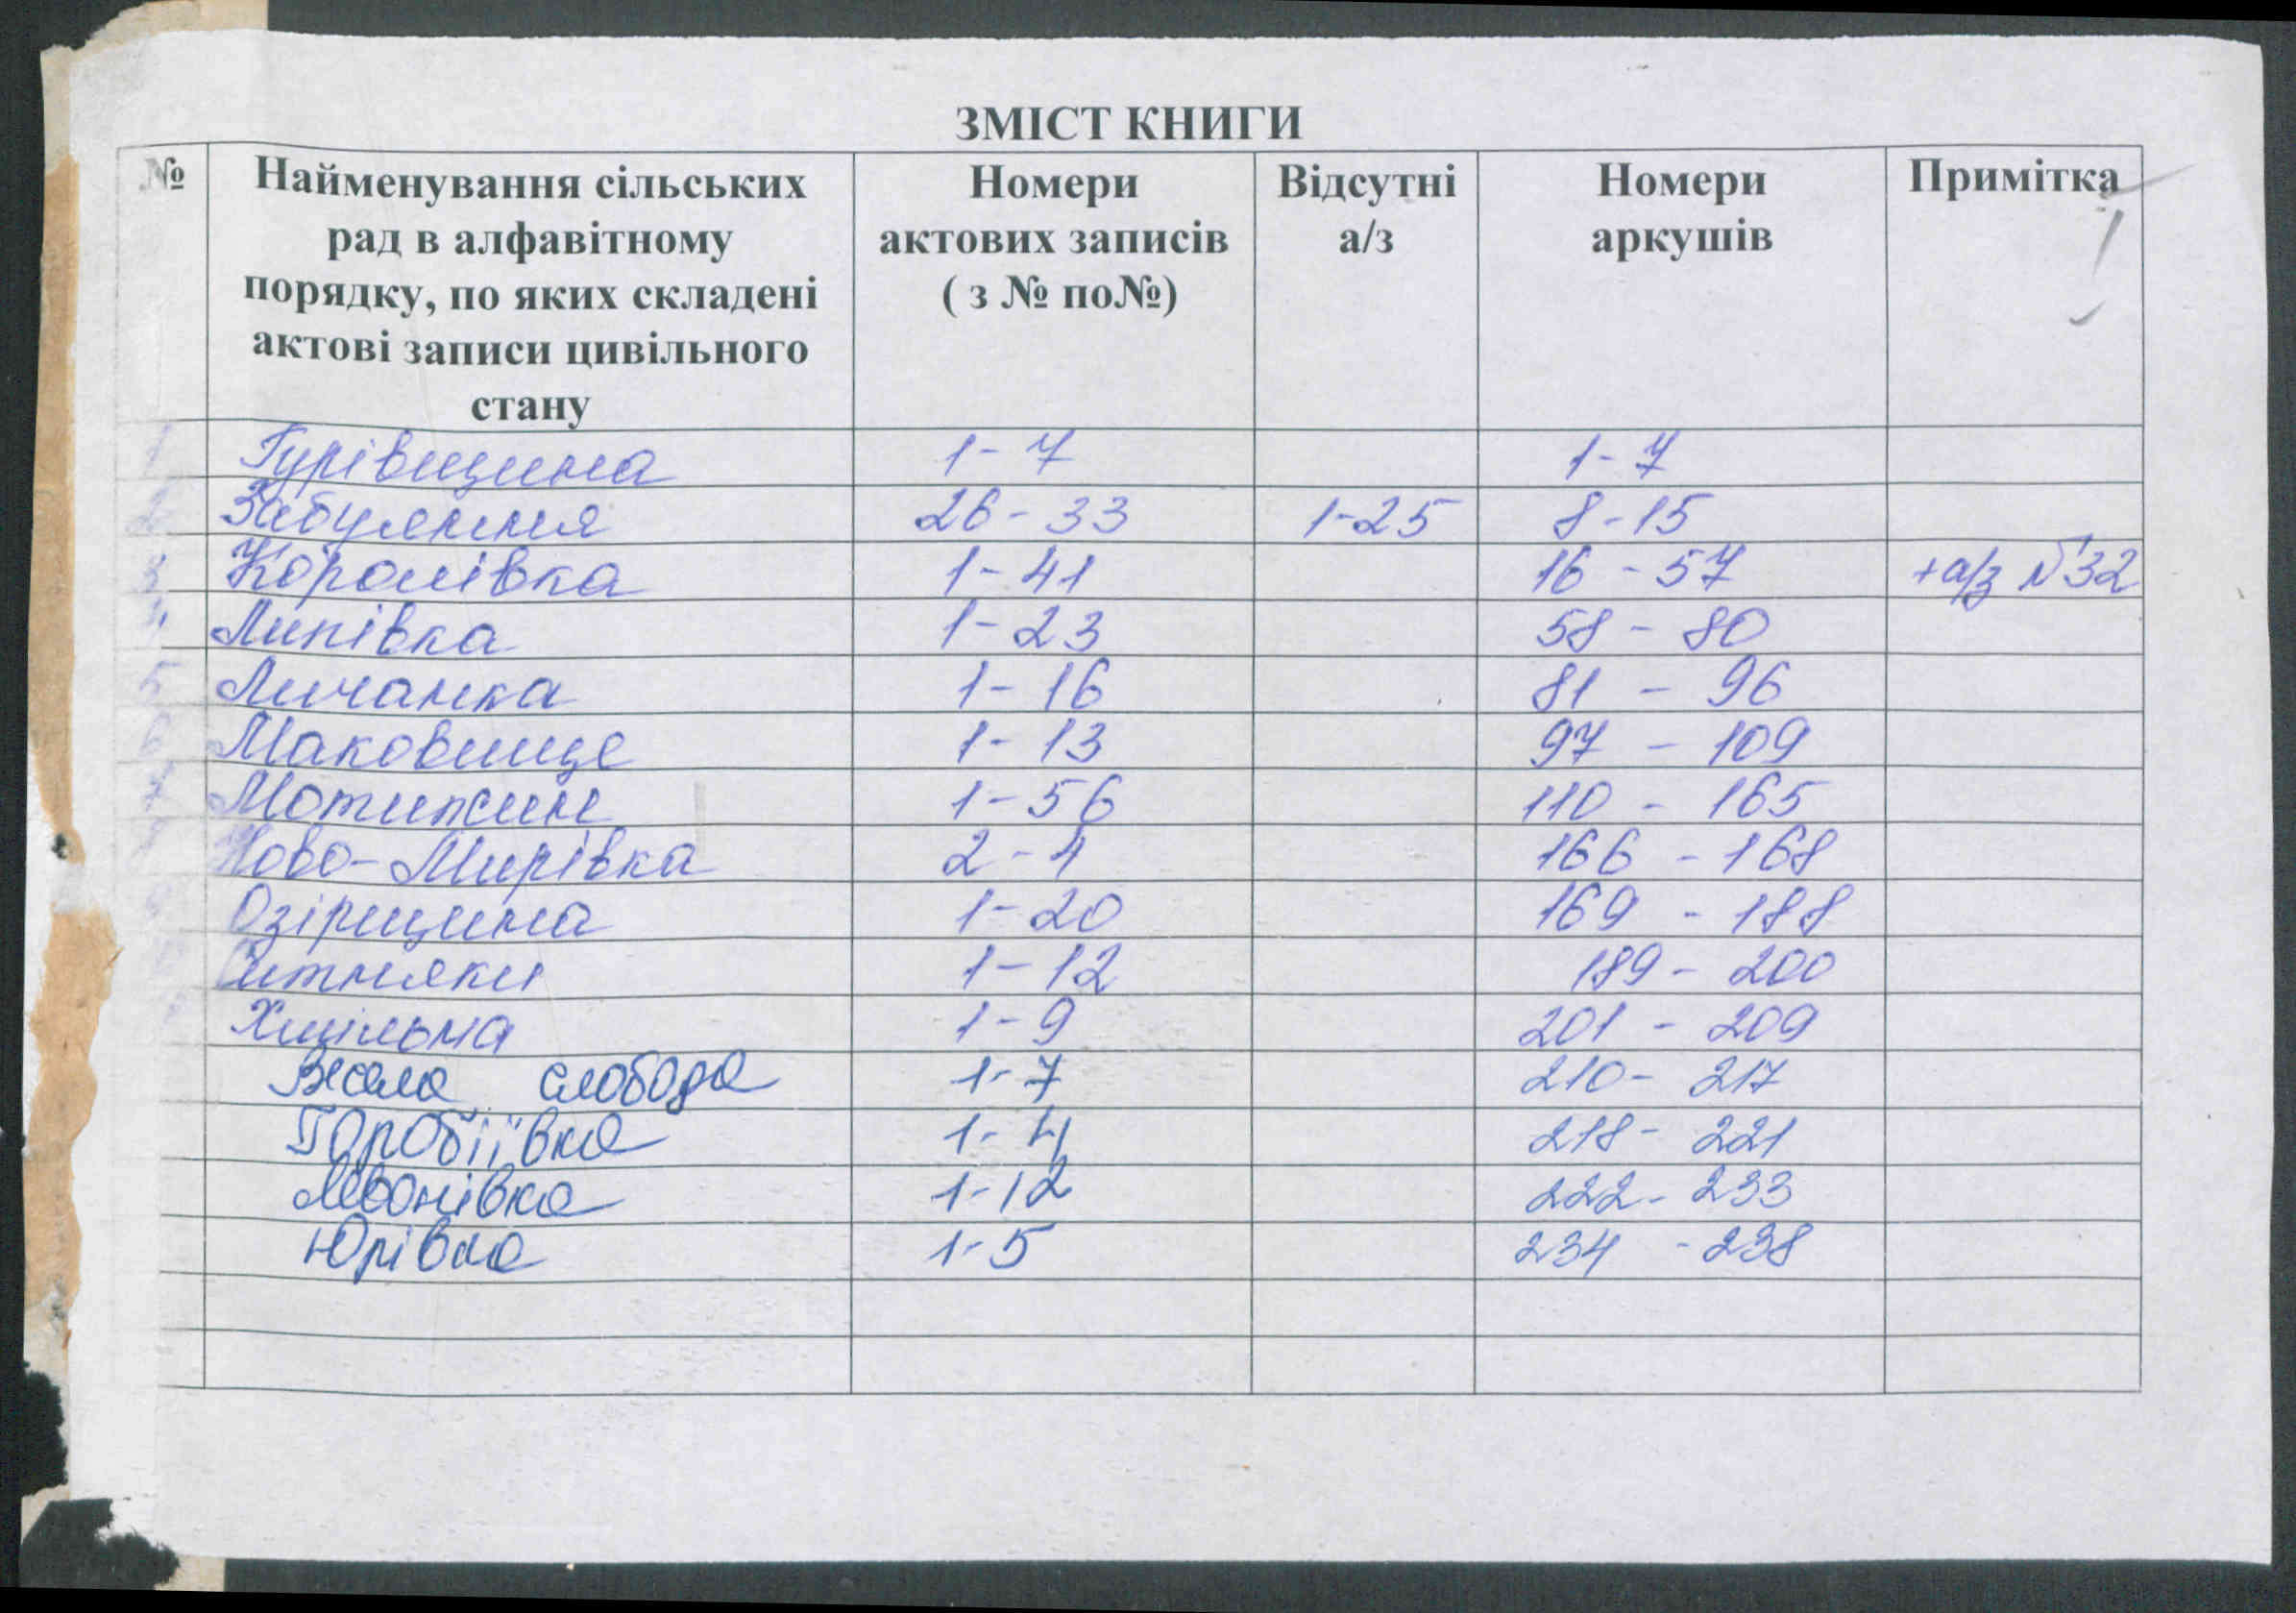 ЗМІСТ КНИГИ
№ Найменування сільських рад в алфавітному порядку, по яких складені актові записи цивільного стану Номери актових записів ( з № по№) Відсутні а/з Номери аркушів Примітка
1 Гурівщина 1-7 1-7
2 Забуяння 26-33 1-25 8-15
3 Королівка 1-41 16-57 +а/з №32
4 Липівка 1-23 58-80
5 Личанка 1-16 81-96
6 Маковище 1-13 97-109
7 Мотижин 1-56 110-165
Ново-Мирівка 2-4 166-168
Озірщина 1-20 169-188
Ситняки 1-12 189-200
Хмільна 1-9 201-209
Весела слобода 1-7 210-217
Горобіївка 1-4 218-221
Леонівка 1-12 222-233
Юрівка 1-5 234-238